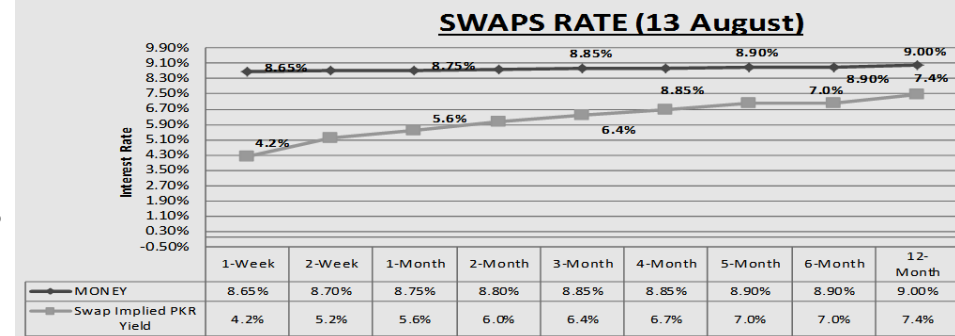 SWAPS RATE (13 August)
9.90%
9.10%
8.30%
7.50%
6.70%
5.90%
5.10%
4.30%
3.50%
2.70%
1.90%
1.10%
0.30%
-0.50%
Interest Rate
8.65% 8.75% 8.85% 8.90% 9.00%
8.85% 8.90%
4.2% 5.6% 6.4% 7.0% 7.4%
1-Week 2-Week 1-Month 2-Month 3-Month 4-Month 5-Month 6-Month 12-
Month
MONEY 8.65% 8.70% 8.75% 8.80% 8.85% 8.85% 8.90% 8.90% 9.00%
Swap Implied PKR
Yield 4.2% 5.2% 5.6% 6.0% 6.4% 6.7% 7.0% 7.0% 7.4%